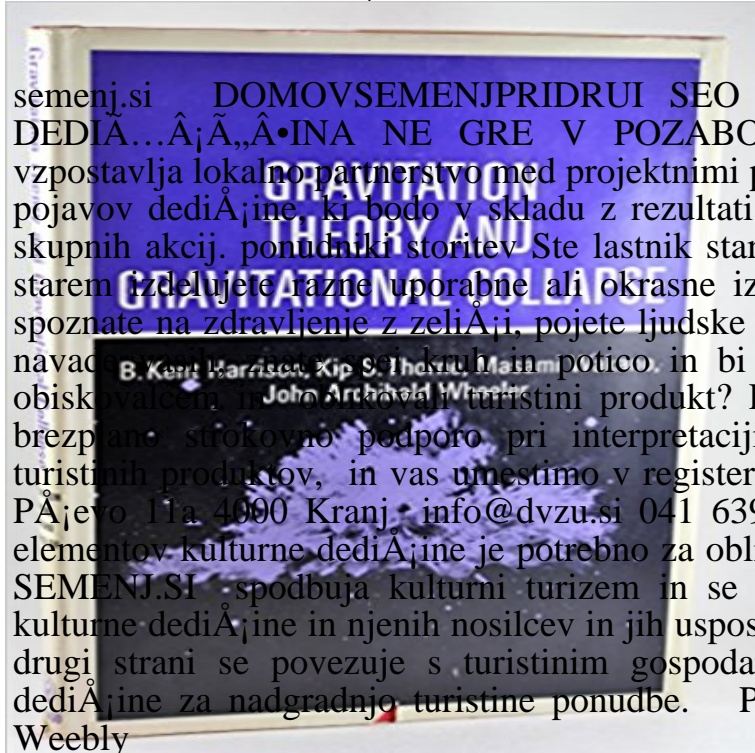 semenj.si DOMOVSEMENJPRIDRUI SEO
DEDIÃ…Â¡Ã„Â•INA NE GRE V POZABO
vzpostavlja lokalno partnerstvo med projektnimi p
pojavov dediÅ¡ine, ki bodo v skladu z rezultati
skupnih akcij. ponudniki storitev Ste lastnik star
starem izdelujete razne uporabne ali okrasne iz
spoznate na zdravljenje z zeliÅ¡i, pojete ljudske
navade znate spei kruh in potico in bi
obiskovalcem in oblikovali turistini produkt?
brezplano strokovno podporo pri interpretaciji
turistinih produktov, in vas umestimo v register
PÅ¡evo 11a 4000 Kranj info@dvzu.si 041 639
elementov kulturne dediÅ¡ine je potrebno za obli
SEMENJ.SI spodbuja kulturni turizem in se
kulturne dediÅ¡ine in njenih nosilcev in jih uspos
drugi strani se povezuje s turistinim gospoda
dediÅ¡ine za nadgradnjo turistine ponudbe. P
Weebly
GRAVITATION
THEORY AND
GRAVITATIONAL COLLAPSE
B. Kent Harrison Kip S. Thorne Masami
John Archibald Wheeler